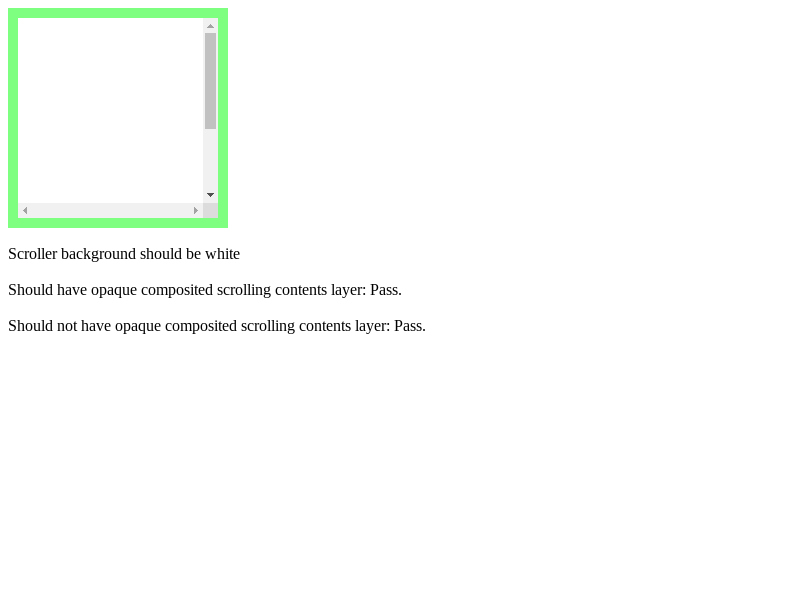 Scroller background should be white
Should have opaque composited scrolling contents layer: Pass.
Should not have opaque composited scrolling contents layer: Pass.